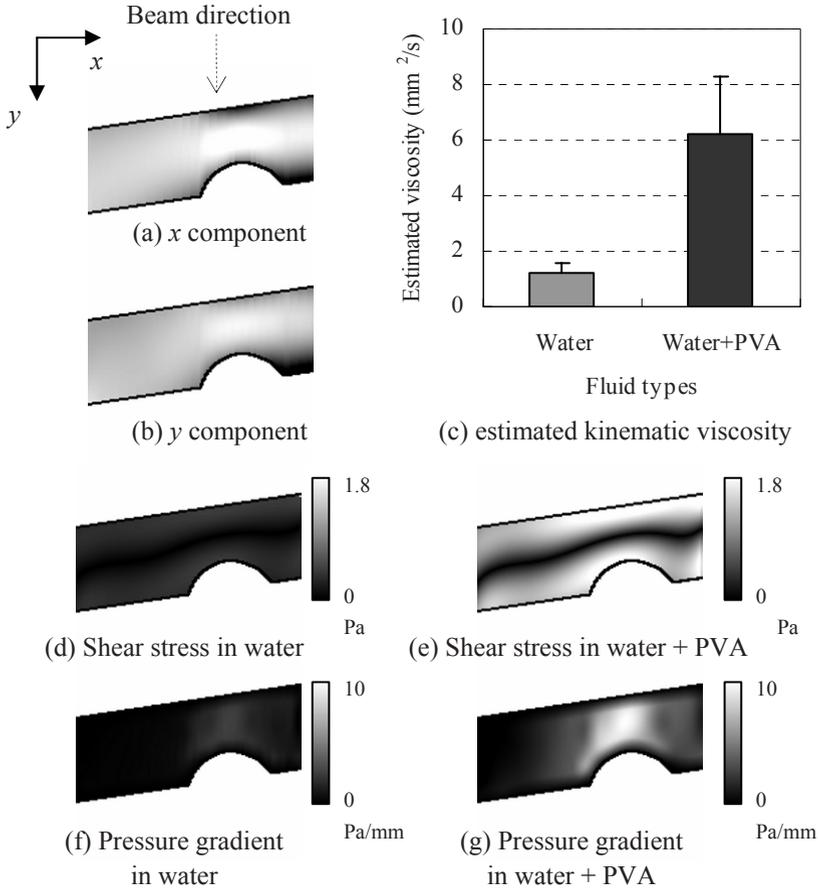 Beam direction
x
y
(a) x component
(b) y component
10
8
6
4
2
0
Estimated viscosity (mm ²/s)
Water
Water+PVA
Fluid types
(c) estimated kinematic viscosity
1.8
0
Pa
(d) Shear stress in water
1.8
0
Pa
(e) Shear stress in water + PVA
10
0
Pa/mm
(f) Pressure gradient
in water
10
0
Pa/mm
(g) Pressure gradient
in water + PVA